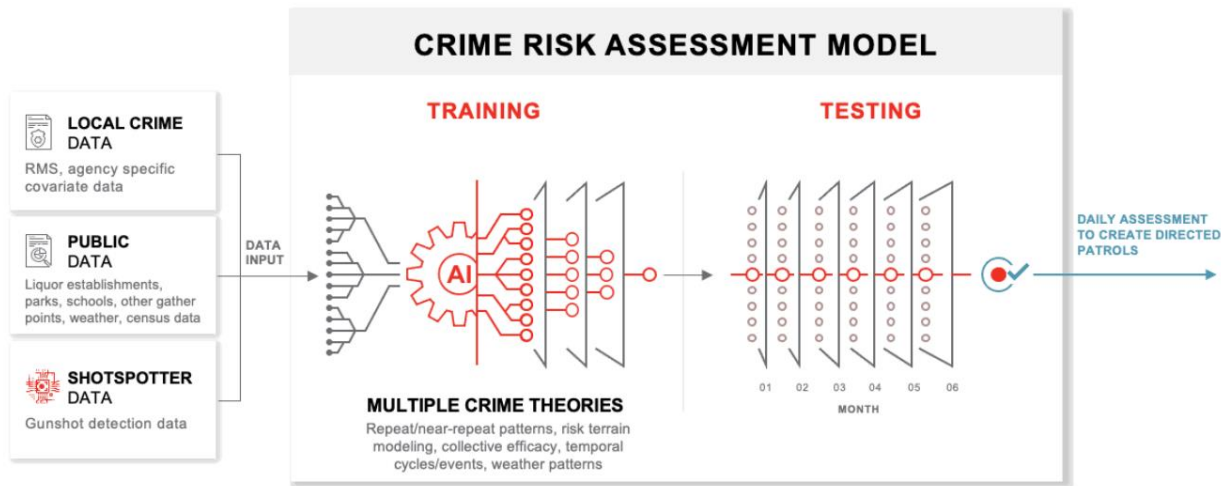 CRIME RISK ASSESSMENT MODEL
LOCAL CRIME
DATA
RMS, agency specific
covariate data
PUBLIC
DATA
Liquor establishments,
parks, schools, other gather
points, weather, census data
SHOTSPOTTER
DATA
Gunshot detection data
DATA
INPUT
TRAINING
AI
MULTIPLE CRIME THEORIES
Repeat/near-repeat patterns, risk terrain
modeling, collective efficacy, temporal
cycles/events, weather patterns
TESTING
01 02 03 04 05 06
MONTH
DAILY ASSESSMENT
TO CREATE DIRECTED
PATROLS